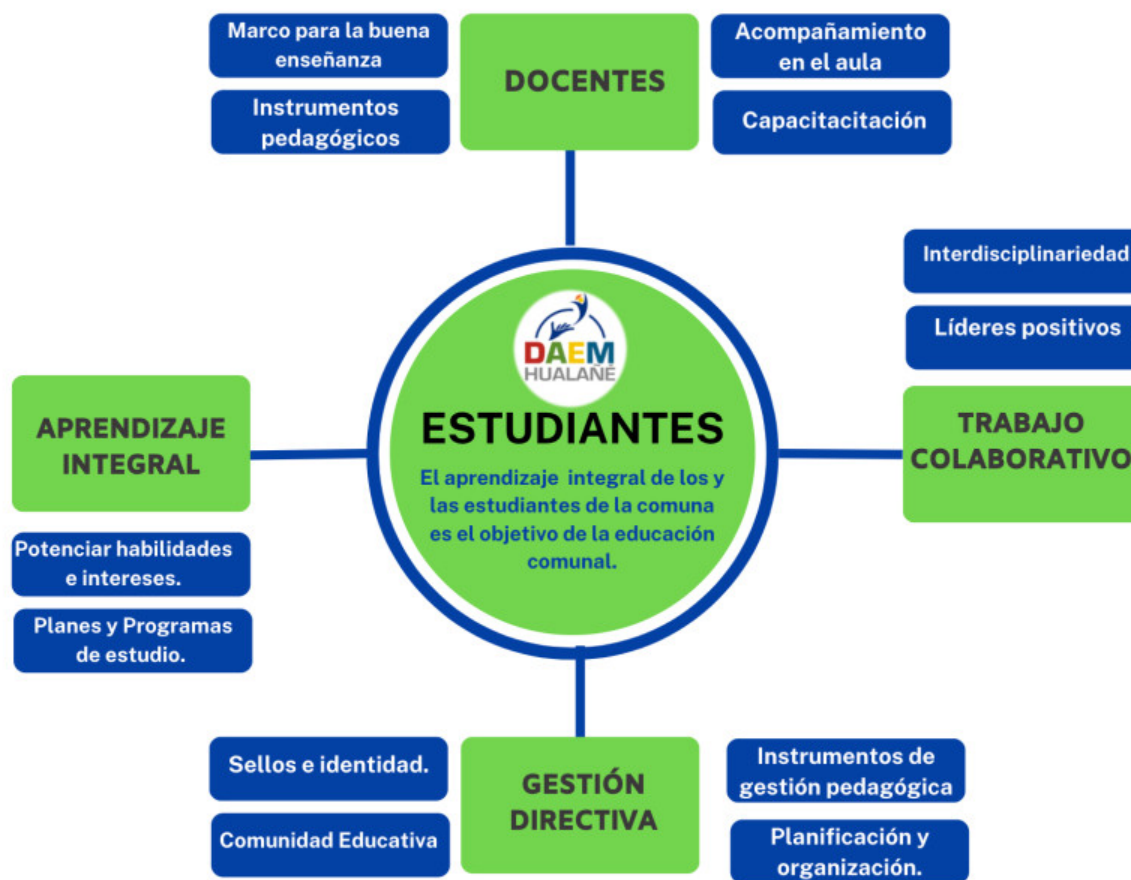 Marco para la buena
enseñanza
Instrumentos
pedagógicos
DOCENTES
Acompañamiento
en el aula
Capacitacitación
Interdisciplinariedad
Líderes positivos
TRABAJO
COLABORATIVO
DAEM
HUALAÑÉ
ESTUDIANTES
El aprendizaje integral de los y
las estudiantes de la comuna
es el objetivo de la educación
comunal.
APRENDIZAJE
INTEGRAL
Potenciar habilidades
e intereses.
Planes y Programas
de estudio.
Sellos e identidad.
Comunidad Educativa
GESTIÓN
DIRECTIVA
Instrumentos de
gestión pedagógica
Planificación y
organización.